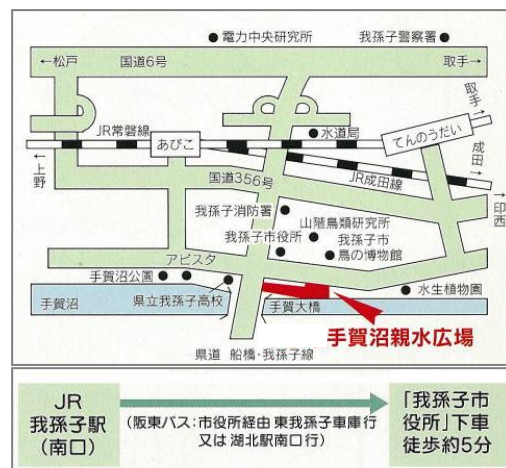 電力中央研究所
我孫子警察署
←松戸
国道6号
取手→
取手→
JR常磐線
あびこ
水道局
てんのうだい
成田→
←上野
国道356号
JR成田線
→印西
我孫子消防署
山階鳥類研究所
我孫子市役所
我孫子市
鳥の博物館
アビスタ
手賀沼公園
水生植物園
手賀沼
県立我孫子高校
手賀大橋
手賀沼親水広場
県道 船橋・我孫子線
JR
我孫子駅
(南口)
(阪東バス:市役所経由 東我孫子車庫行
又は 湖北駅南口行)
「我孫子市
役所」下車
徒歩約5分